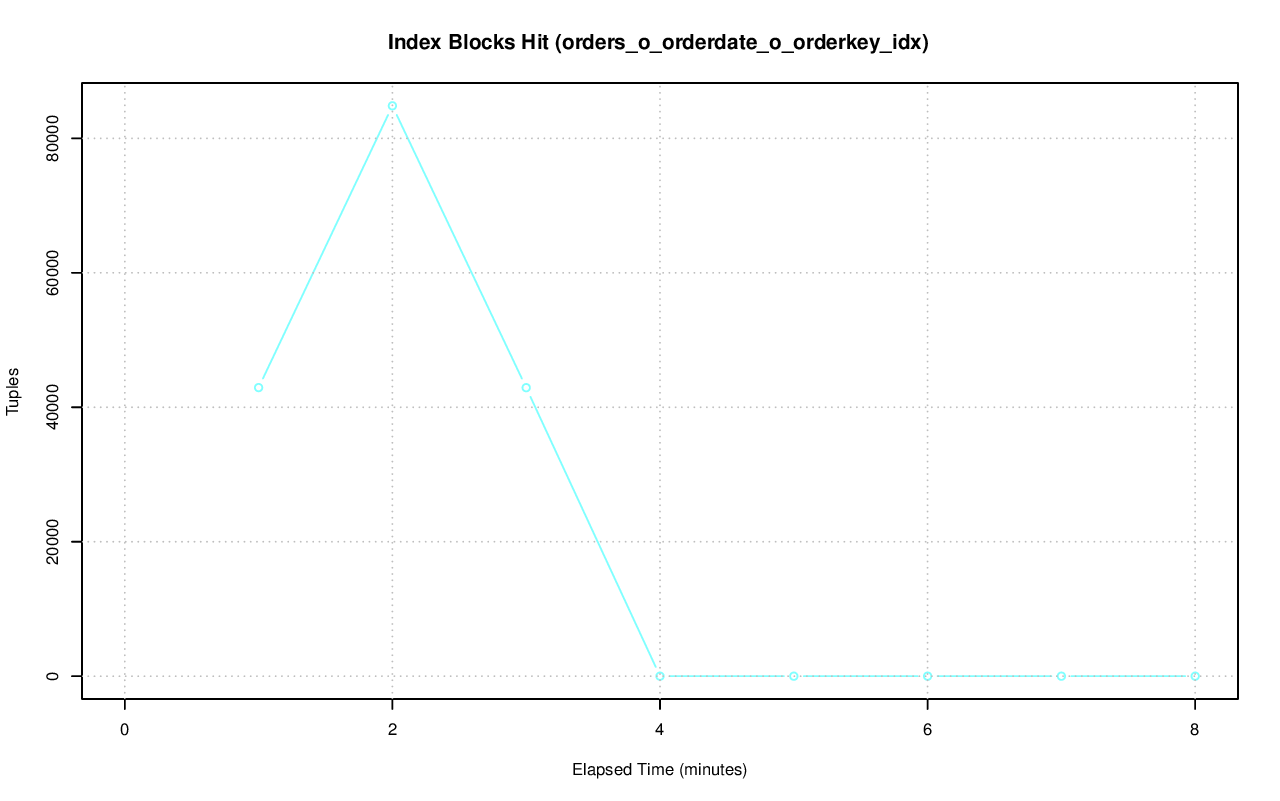 Index Blocks Hit (orders_o_orderdate_o_orderkey_idx)
80000
60000
40000
20000
0
Tuples
0 2 4 6 8
Elapsed Time (minutes)